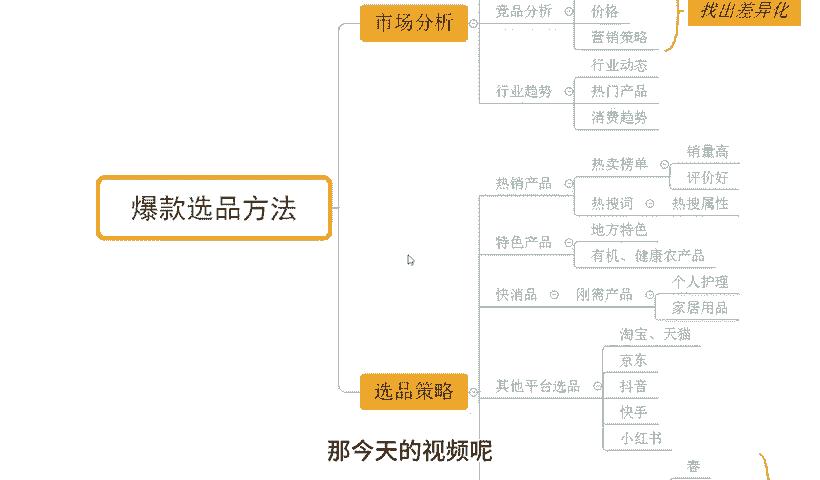 找出差异化
竞品分析
价格
市场分析
营销策略
行业动态
行业趋势
热门产品
消费趋势
爆款选品方法
热销产品
热卖榜单
销量高
评价好
热搜词
热搜属性
特色产品
地方特色
有机、健康农产品
快消品
刚需产品
个人护理
家居用品
选品策略
其他平台选品
淘宝、天猫
京东
抖音
快手
小红书
春
那今天的视频呢